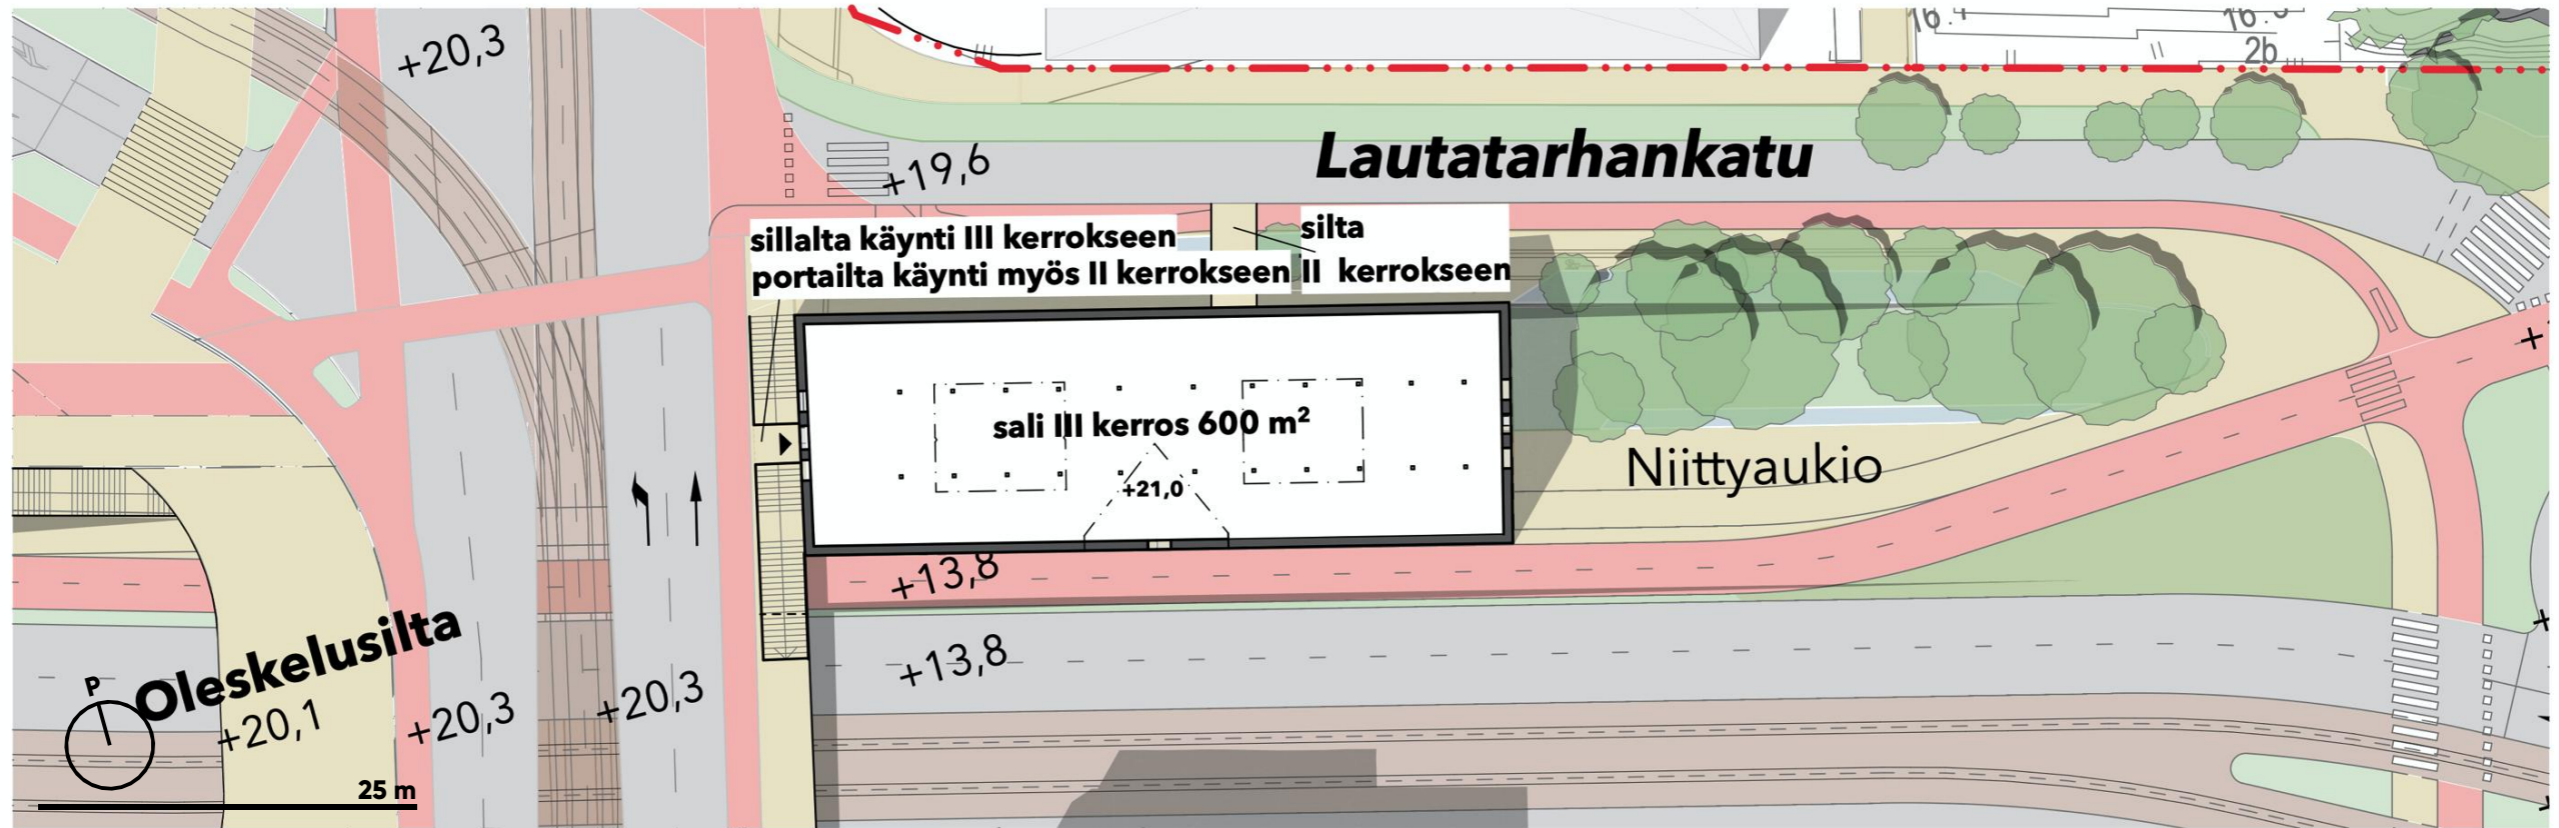 +20,3
2b
+19,6
Lautatarhankatu
sillalta käynti III kerrokseen
portailta käynti myös II kerrokseen
silta
II kerrokseen
sali III kerros 600 m²
+21,0
Niittyaukio
+13,8
+13,8
Oleskelusilta
P
+20,1
+20,3
+20,3
25 m